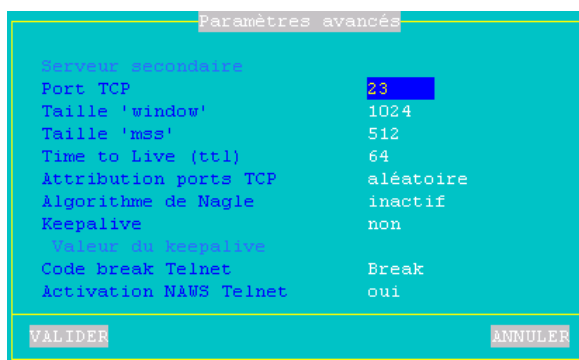 Paramètres avancés
Serveur secondaire
Port TCP 23
Taille 'window' 1024
Taille 'mss' 512
Time to Live (ttl) 64
Attribution ports TCP aléatoire
Algorithme de Nagle inactif
Keepalive non
Valeur du keepalive
Code break Telnet Break
Activation NAWS Telnet oui
VALIDER ANNULER